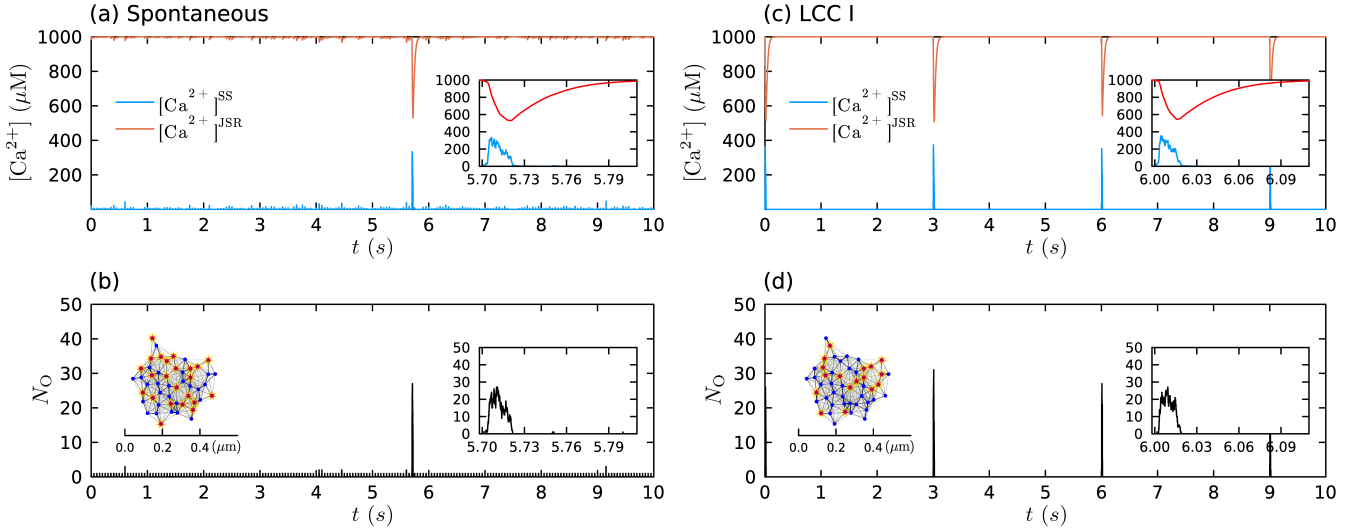 (a) Spontaneous
[Ca²⁺] (μM)
1000
800
600
400
200
[Ca²⁺]^SS
[Ca²⁺]^JSR
1000
800
600
400
200
0
5.70 5.73 5.76 5.79
0 1 2 3 4 5 6 7 8 9 10
t (s)
(c) LCC I
[Ca²⁺] (μM)
1000
800
600
400
200
[Ca²⁺]^SS
[Ca²⁺]^JSR
1000
800
600
400
200
0
6.00 6.03 6.06 6.09
0 1 2 3 4 5 6 7 8 9 10
t (s)
(b)
N_O
50
40
30
20
10
0
0.0 0.2 0.4 (μm)
50
40
30
20
10
0
5.70 5.73 5.76 5.79
0 1 2 3 4 5 6 7 8 9 10
t (s)
(d)
N_O
50
40
30
20
10
0
0.0 0.2 0.4 (μm)
50
40
30
20
10
0
6.00 6.03 6.06 6.09
0 1 2 3 4 5 6 7 8 9 10
t (s)